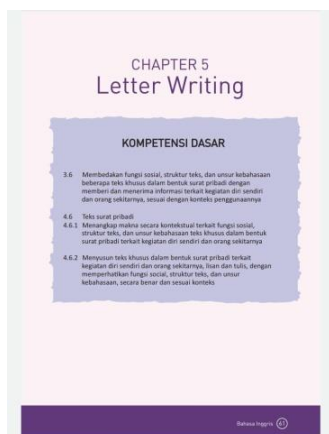 CHAPTER 5
Letter Writing
KOMPETENSI DASAR
3.6 Membedakan fungsi sosial, struktur teks, dan unsur kebahasaan
beberapa teks khusus dalam bentuk surat pribadi dengan
memberi dan menerima informasi terkait kegiatan diri sendiri
dan orang sekitarnya, sesuai dengan konteks penggunaannya
4.6 Teks surat pribadi
4.6.1 Menangkap makna secara kontekstual terkait fungsi sosial,
struktur teks, dan unsur kebahasaan teks khusus dalam bentuk
surat pribadi terkait kegiatan diri sendiri dan orang sekitarnya
4.6.2 Menyusun teks khusus dalam bentuk surat pribadi terkait
kegiatan diri sendiri dan orang sekitarnya, lisan dan tulis, dengan
memperhatikan fungsi sosial, struktur teks, dan unsur
kebahasaan, secara benar dan sesuai konteks
Bahasa Inggris 61